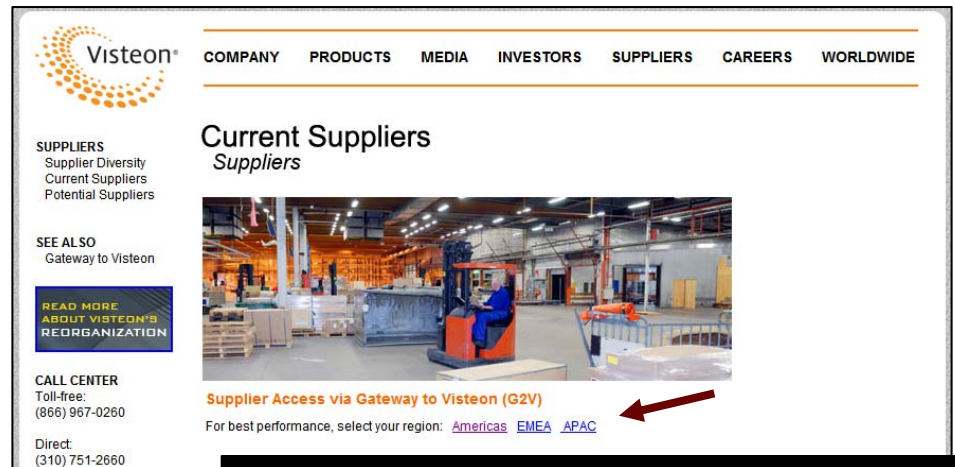 Visteon®
COMPANY PRODUCTS MEDIA INVESTORS SUPPLIERS CAREERS WORLDWIDE
SUPPLIERS
Supplier Diversity
Current Suppliers
Potential Suppliers
SEE ALSO
Gateway to Visteon
READ MORE
ABOUT VISTEON'S
REORGANIZATION
CALL CENTER
Toll-free:
(866) 967-0260
Direct:
(310) 751-2660
Current Suppliers
Suppliers
Supplier Access via Gateway to Visteon (G2V)
For best performance, select your region: Americas EMEA APAC